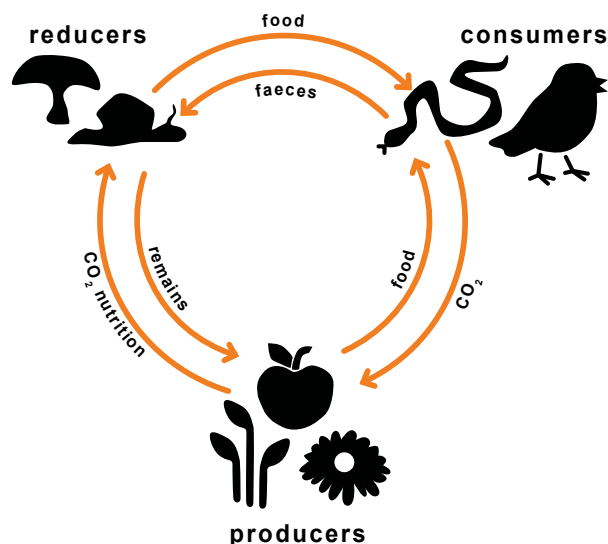 reducers
food
consumers
faeces
CO₂ nutrition
remains
food
CO₂
producers